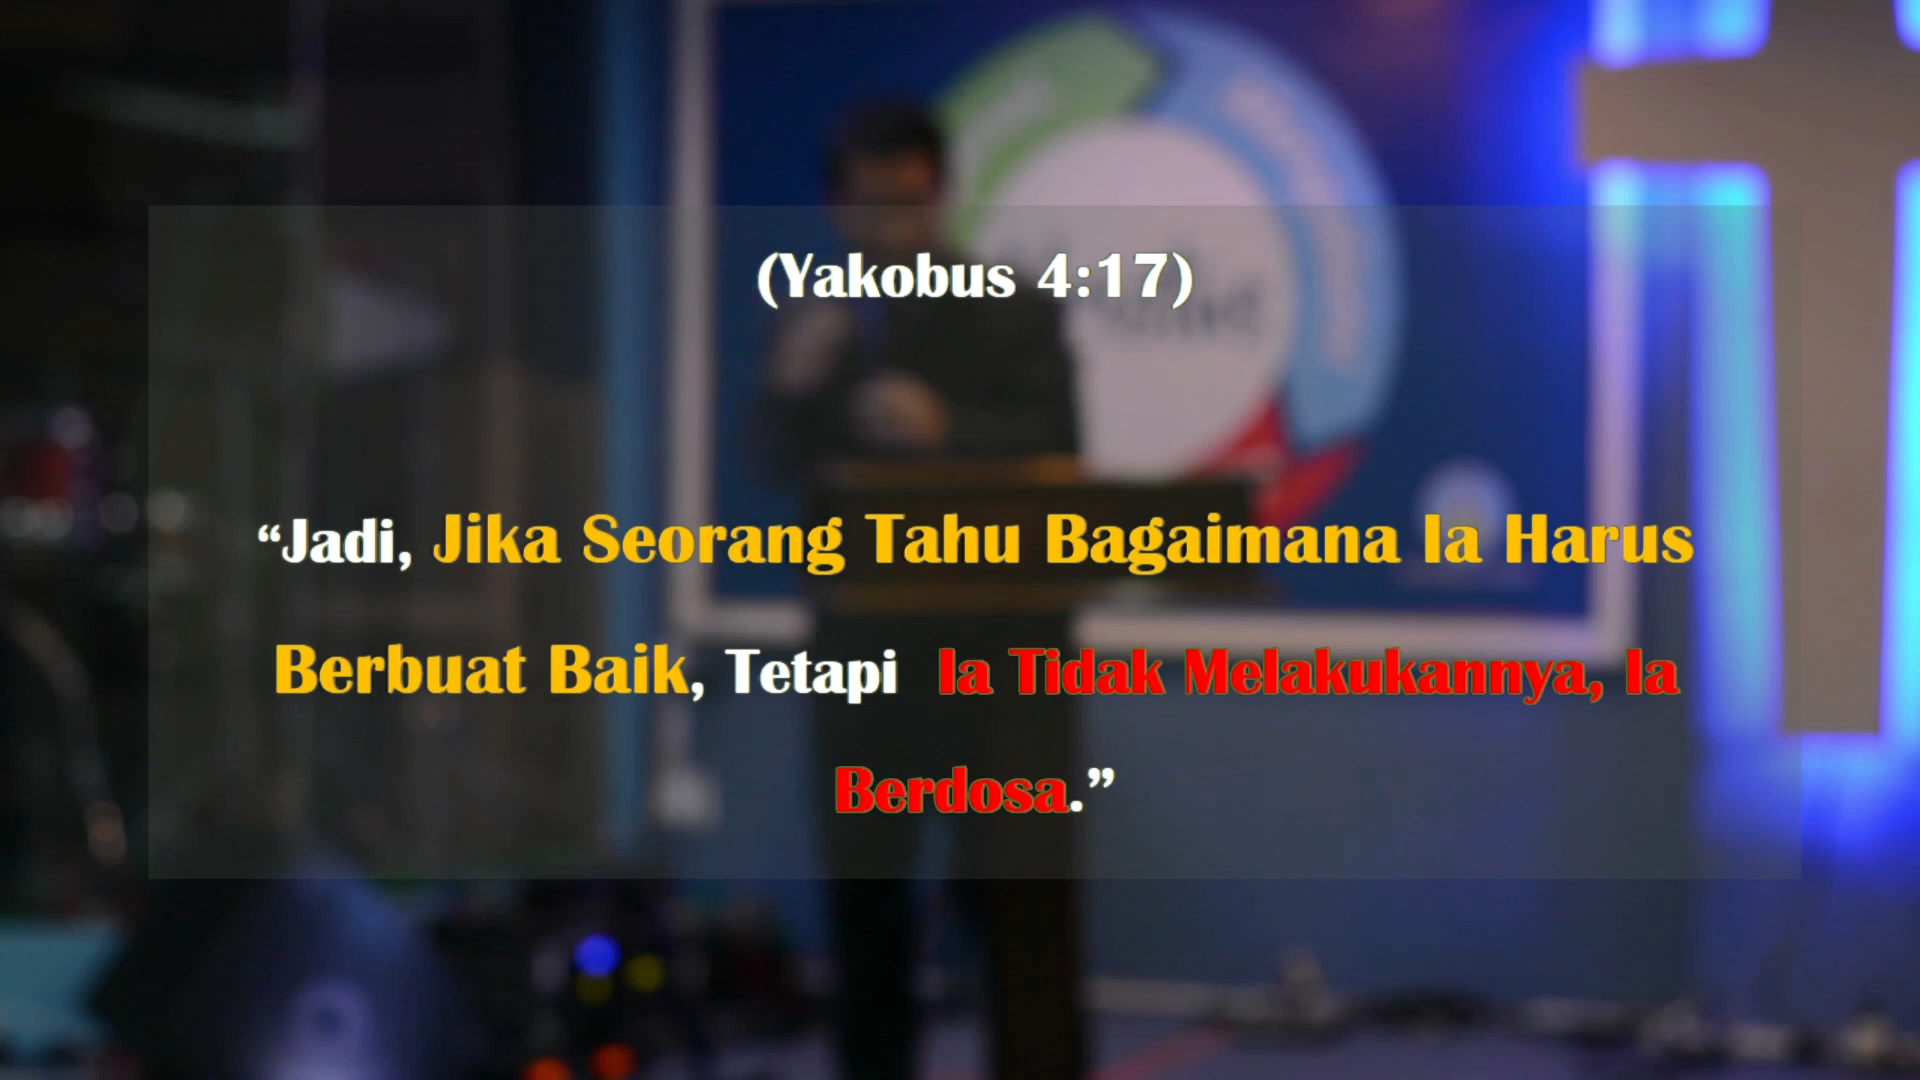 (Yakobus 4:17)
“Jadi, Jika Seorang Tahu Bagaimana Ia Harus
Berbuat Baik, Tetapi Ia Tidak Melakukannya, Ia
Berdosa.”